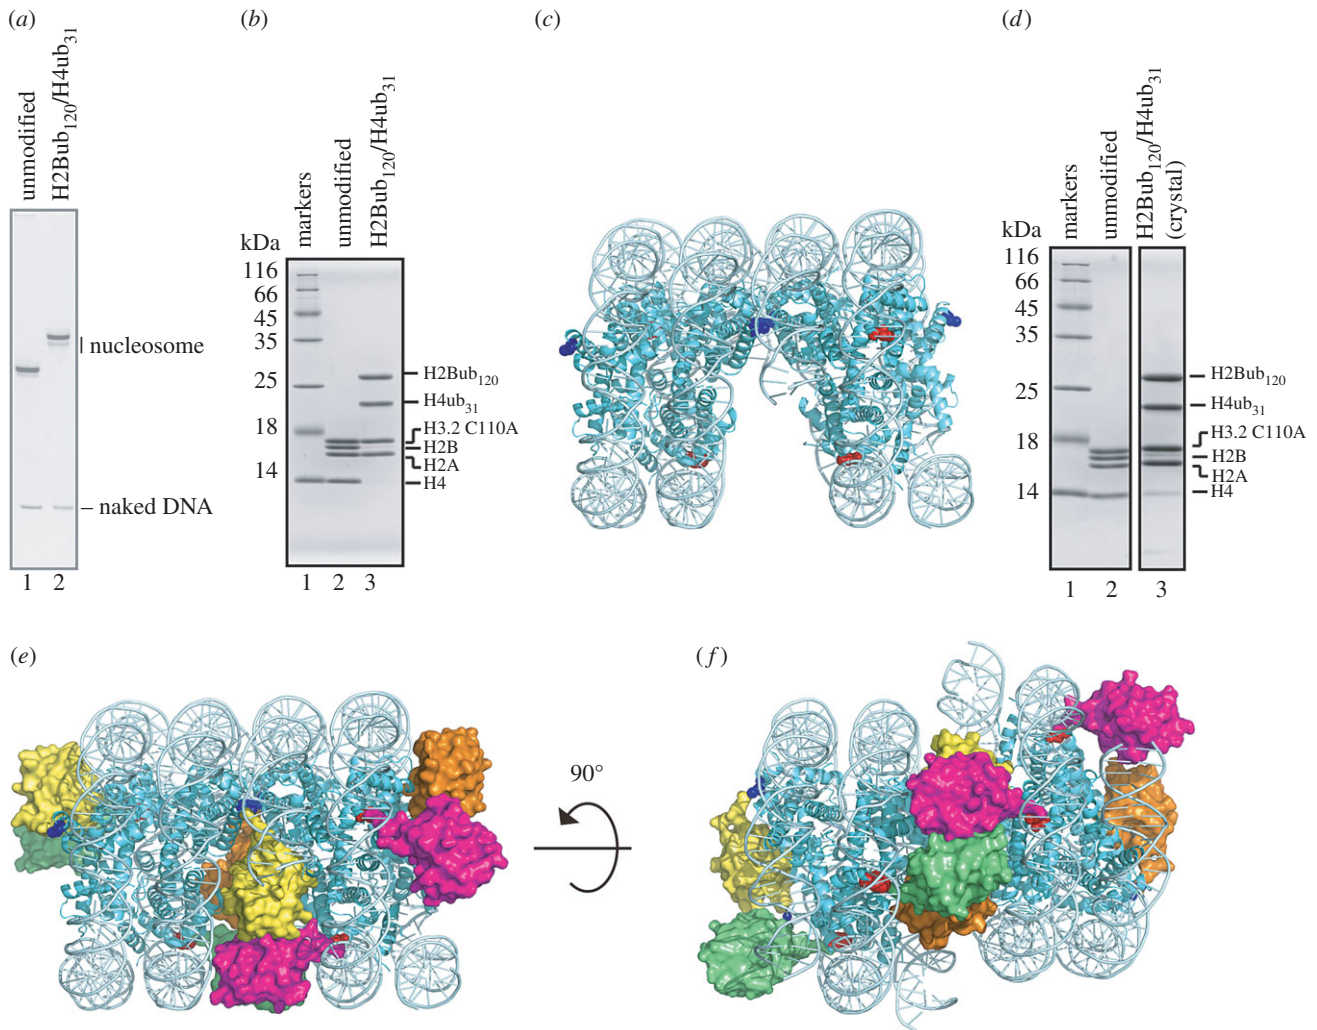 (a)
unmodified
H2Bub120/H4ub31
nucleosome
naked DNA
1 2
(b)
kDa
markers
unmodified
H2Bub120/H4ub31
116
66
45
35
25
18
14
H2Bub120
H4ub31
H3.2 C110A
H2B
H2A
H4
1 2 3
(c)
(d)
kDa
markers
unmodified
H2Bub120/H4ub31
(crystal)
116
66
45
35
25
18
14
H2Bub120
H4ub31
H3.2 C110A
H2B
H2A
H4
1 2 3
(e)
90°
(f)